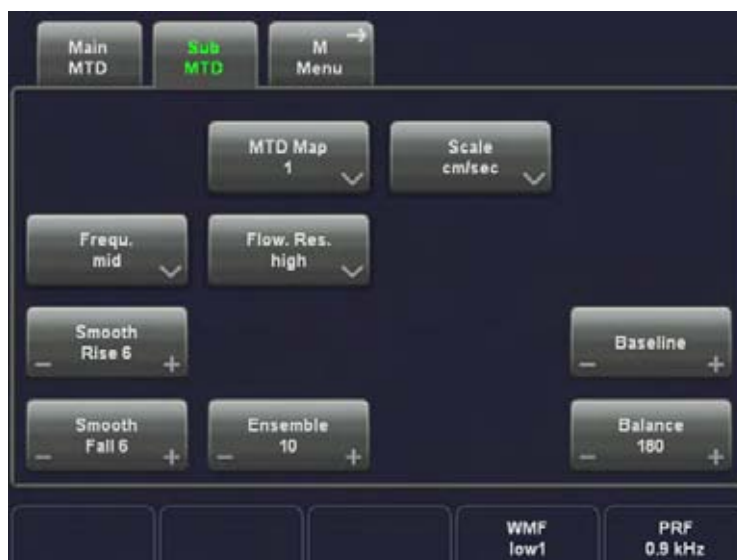 Main
MTD
Sub
MTD
M
Menu
MTD Map
1
Scale
cm/sec
Frequ.
mid
Flow. Res.
high
Smooth
Rise 6
Baseline
Smooth
Fall 6
Ensemble
10
Balance
180
WMF
low1
PRF
0.9 kHz